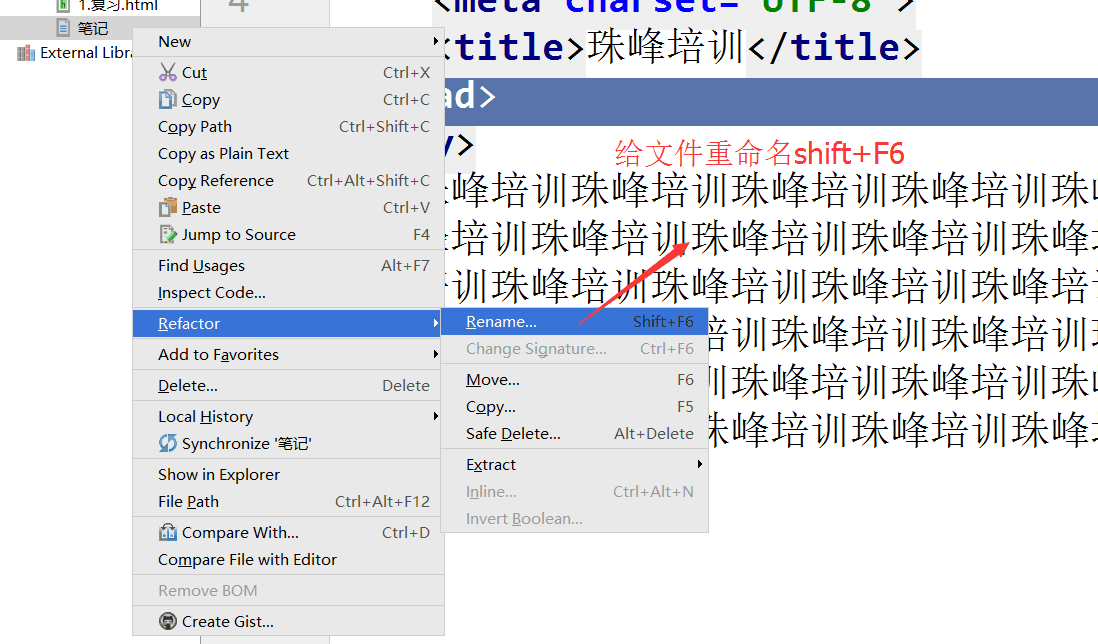 1.复习.html
笔记
External Libra
4
<meta charset="UTF-8">
<title>珠峰培训</title>
ad>
y>
给文件重命名shift+F6
峰培训珠峰培训珠峰培训珠峰培训珠
培训珠峰培训珠峰培训珠峰培训珠峰
训珠峰培训珠峰培训珠峰培训珠峰培
珠峰培训珠峰培训珠
训珠峰培训珠峰培训珠
珠峰培训珠峰培训珠峰
New
Cut Ctrl+X
Copy Ctrl+C
Copy Path Ctrl+Shift+C
Copy as Plain Text
Copy Reference Ctrl+Alt+Shift+C
Paste Ctrl+V
Jump to Source F4
Find Usages Alt+F7
Inspect Code...
Refactor
Add to Favorites
Delete... Delete
Local History
Synchronize '笔记'
Show in Explorer
File Path Ctrl+Alt+F12
Compare With... Ctrl+D
Compare File with Editor
Remove BOM
Create Gist...
Rename... Shift+F6
Change Signature... Ctrl+F6
Move... F6
Copy... F5
Safe Delete... Alt+Delete
Extract
Inline... Ctrl+Alt+N
Invert Boolean...